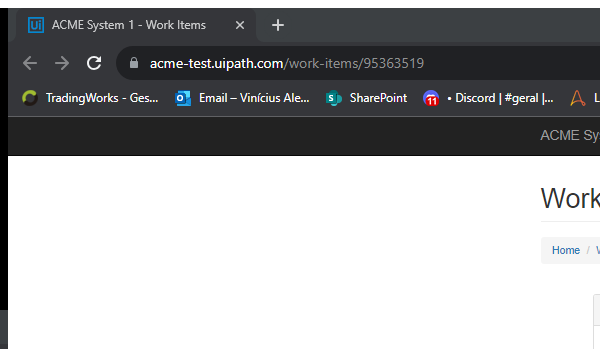 Ui ACME System 1 - Work Items
acme-test.uipath.com/work-items/95363519
TradingWorks - Ges... Email – Vinícius Ale... SharePoint 11 • Discord | #geral |... L
ACME Sy
Work
Home /